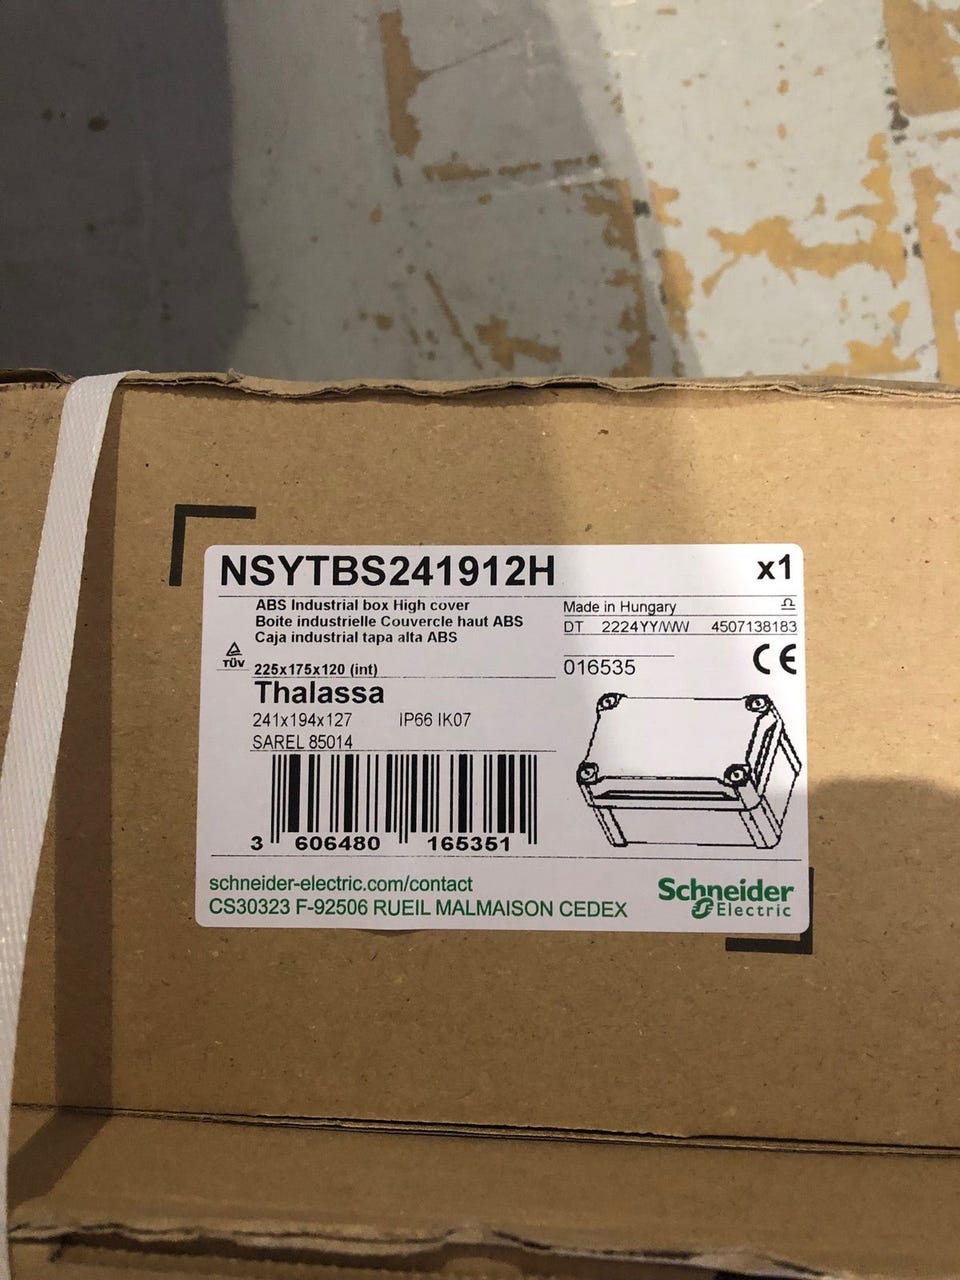 NSYTBS241912H x1
ABS Industrial box High cover
Boite industrielle Couvercle haut ABS
Caja industrial tapa alta ABS
Made in Hungary
DT 2224YY/WW 4507138183
TÜV
225x175x120 (int)
016535
CE
Thalassa
241x194x127 IP66 IK07
SAREL 85014
3 606480 165351
schneider-electric.com/contact
CS30323 F-92506 RUEIL MALMAISON CEDEX
Schneider
Electric